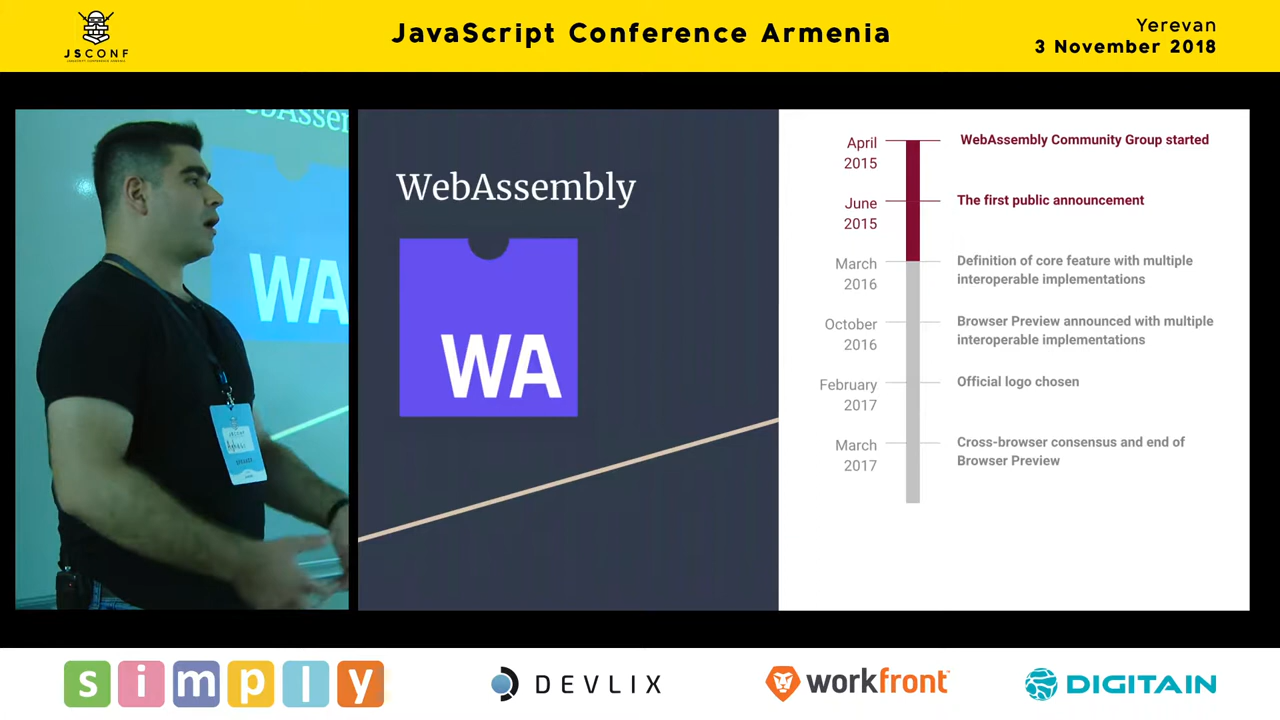 JSCONF
JAVASCRIPT CONFERENCE ARMENIA
JavaScript Conference Armenia
Yerevan
3 November 2018
WA
WebAssembly
WA
April
2015
WebAssembly Community Group started
June
2015
The first public announcement
March
2016
Definition of core feature with multiple
interoperable implementations
October
2016
Browser Preview announced with multiple
interoperable implementations
February
2017
Official logo chosen
March
2017
Cross-browser consensus and end of
Browser Preview
simply
DEVLIX
workfront
DIGITAIN